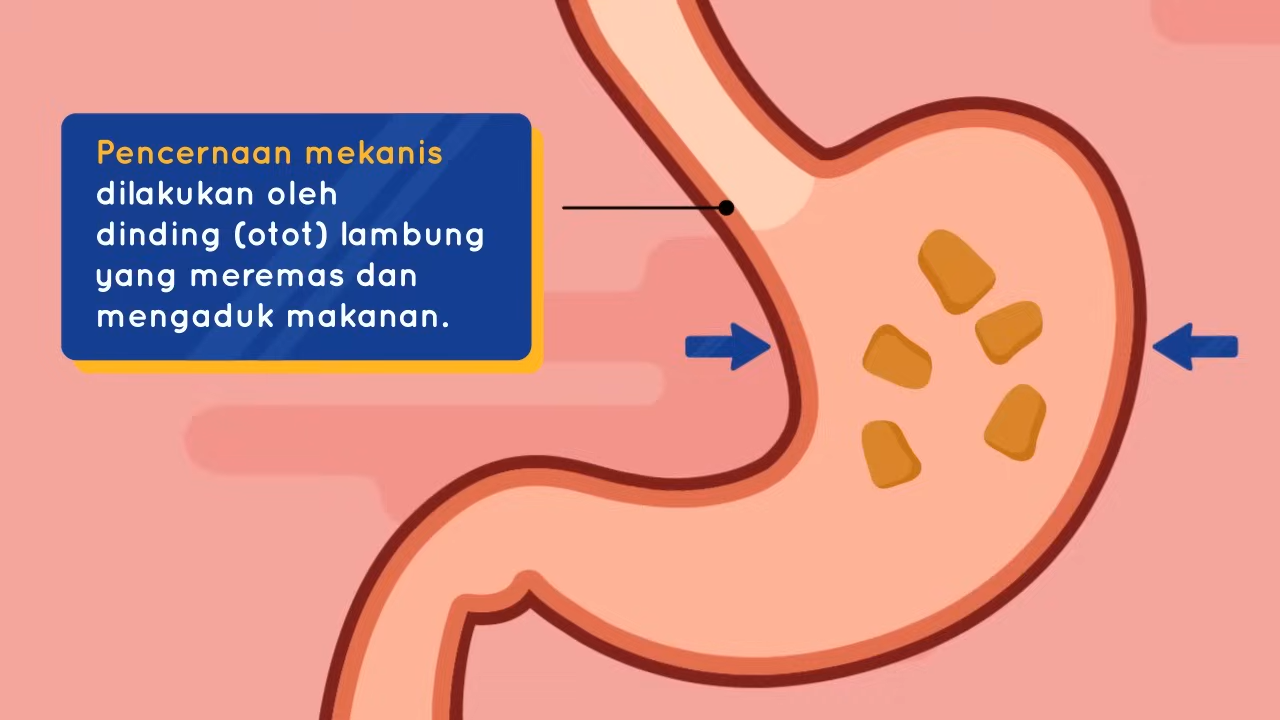 Pencernaan mekanis
dilakukan oleh
dinding (otot) lambung
yang meremas dan
mengaduk makanan.